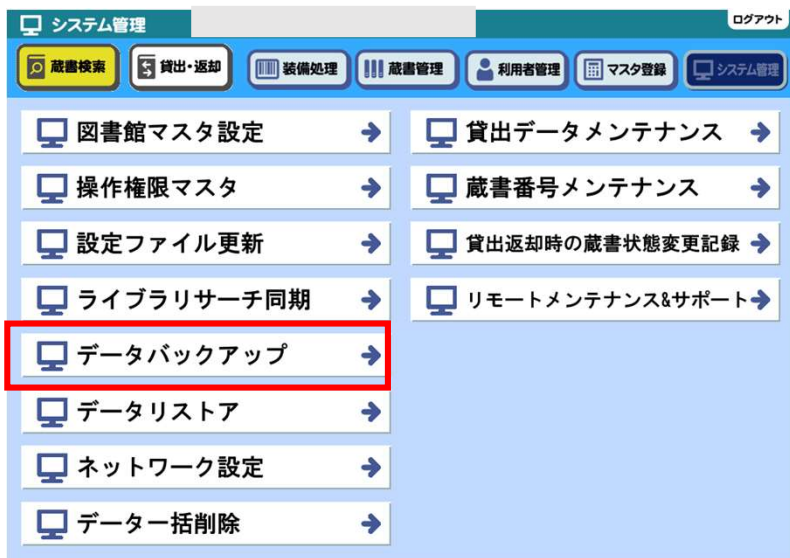 システム管理
ログアウト
蔵書検索 貸出・返却 装備処理 蔵書管理 利用者管理 マスタ登録 システム管理
図書館マスタ設定
操作権限マスタ
設定ファイル更新
ライブラリサーチ同期
データバックアップ
データリストア
ネットワーク設定
データー括削除
貸出データメンテナンス
蔵書番号メンテナンス
貸出返却時の蔵書状態変更記録
リモートメンテナンス&サポート